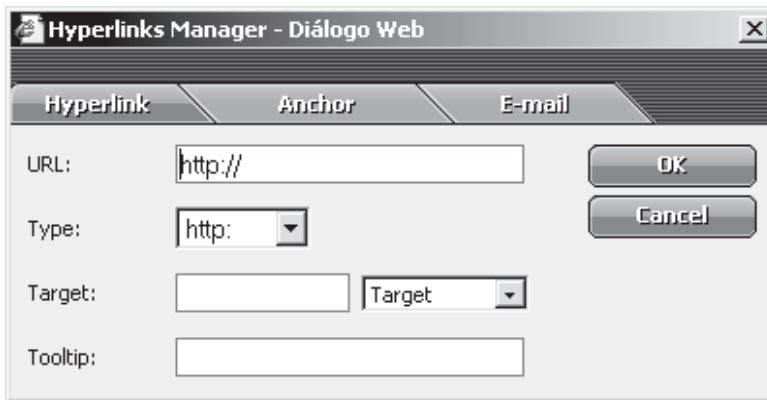 Hyperlinks Manager - Diálogo Web
Hyperlink Anchor E-mail
URL: http:// OK
Type: http: Cancel
Target: Target
Tooltip: